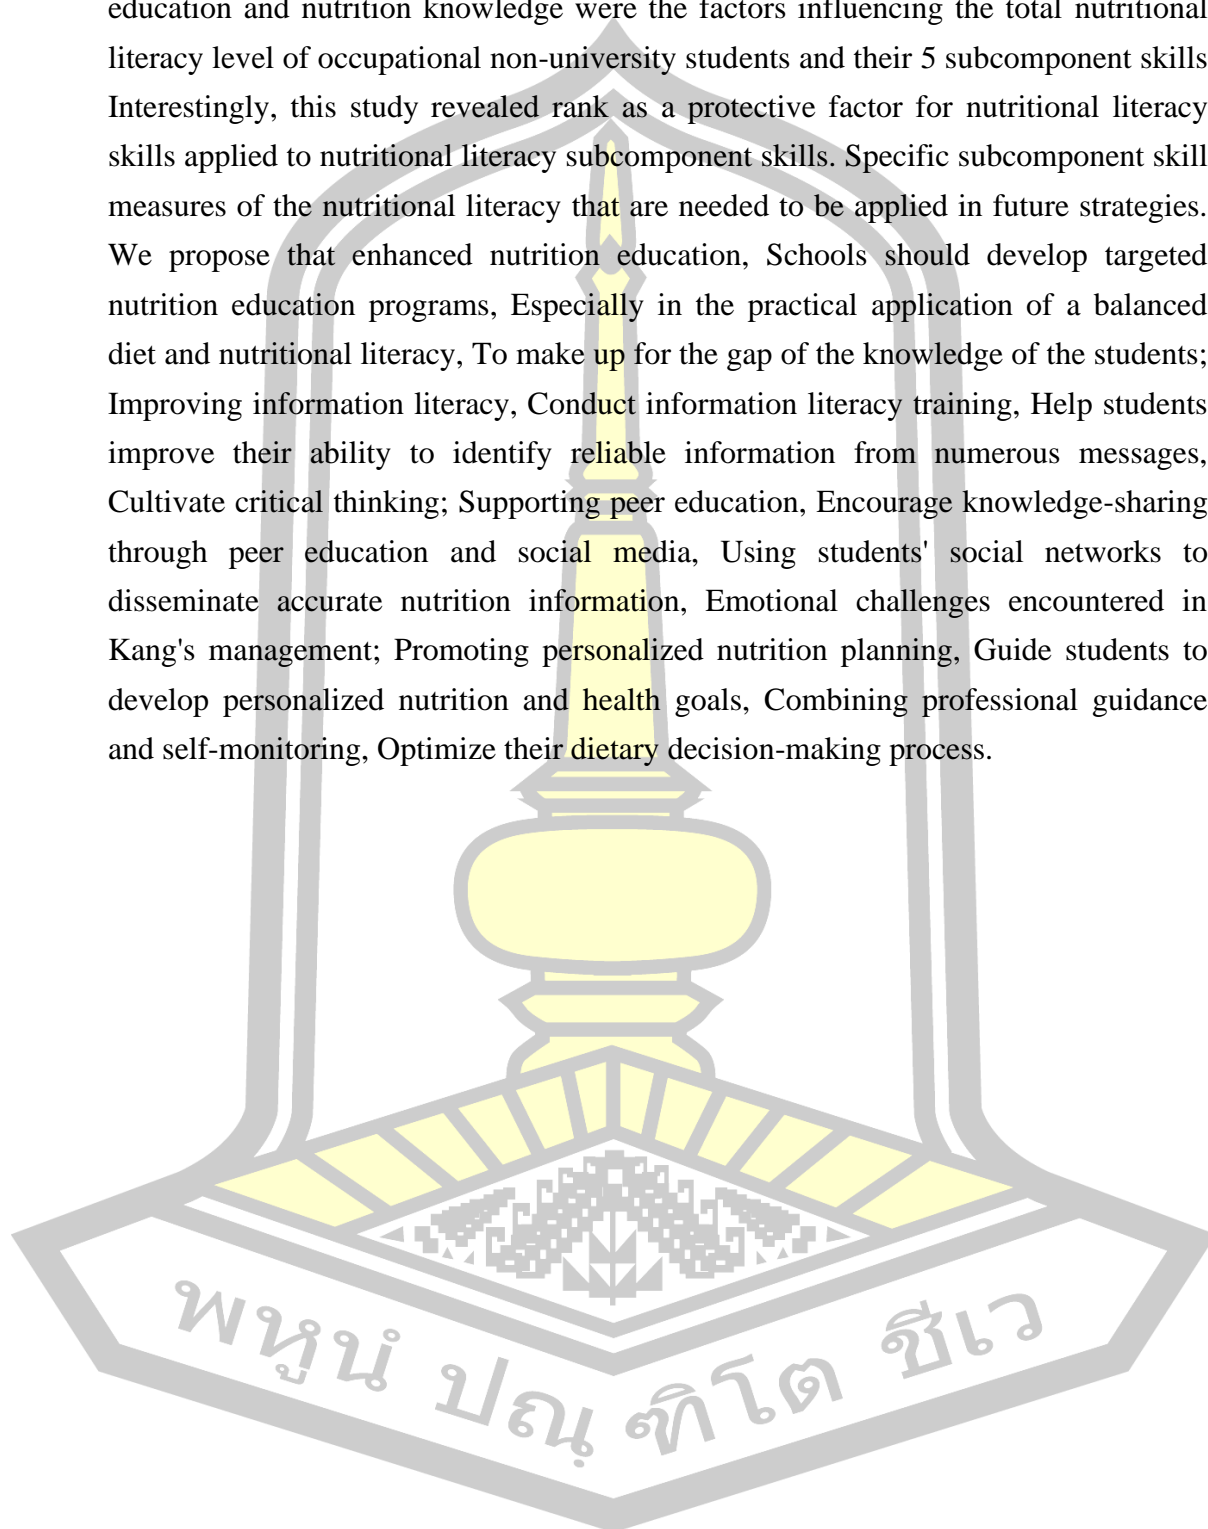 education and nutrition knowledge were the factors influencing the total nutritional
literacy level of occupational non-university students and their 5 subcomponent skills
Interestingly, this study revealed rank as a protective factor for nutritional literacy
skills applied to nutritional literacy subcomponent skills. Specific subcomponent skill
measures of the nutritional literacy that are needed to be applied in future strategies.
We propose that enhanced nutrition education, Schools should develop targeted
nutrition education programs, Especially in the practical application of a balanced
diet and nutritional literacy, To make up for the gap of the knowledge of the students;
Improving information literacy, Conduct information literacy training, Help students
improve their ability to identify reliable information from numerous messages,
Cultivate critical thinking; Supporting peer education, Encourage knowledge-sharing
through peer education and social media, Using students' social networks to
disseminate accurate nutrition information, Emotional challenges encountered in
Kang's management; Promoting personalized nutrition planning, Guide students to
develop personalized nutrition and health goals, Combining professional guidance
and self-monitoring, Optimize their dietary decision-making process.
พหูนํ ปณฺฑิโต ชีเว